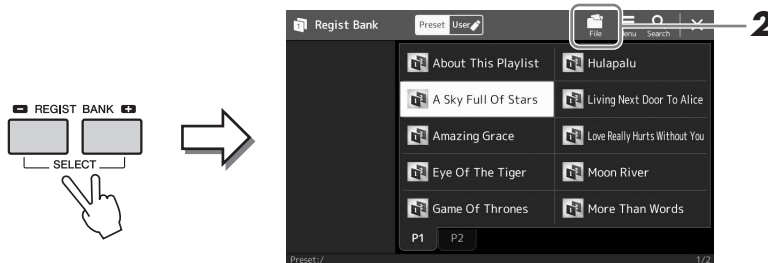 REGIST BANK
SELECT
Regist Bank
Preset User
File
Menu
Search
2
About This Playlist
Hulapalu
A Sky Full Of Stars
Living Next Door To Alice
Amazing Grace
Love Really Hurts Without You
Eye Of The Tiger
Moon River
Game Of Thrones
More Than Words
P1 P2
Preset:/
1/2